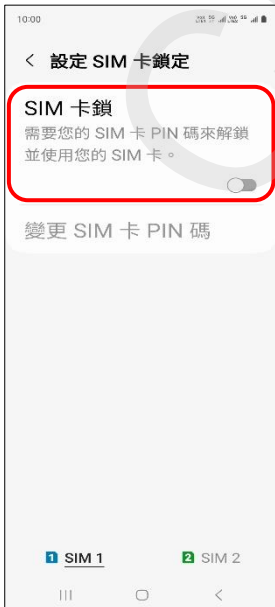 10:00
設定 SIM 卡鎖定
SIM 卡鎖
需要您的 SIM 卡 PIN 碼來解鎖
並使用您的 SIM 卡。
變更 SIM 卡 PIN 碼
1 SIM 1
2 SIM 2